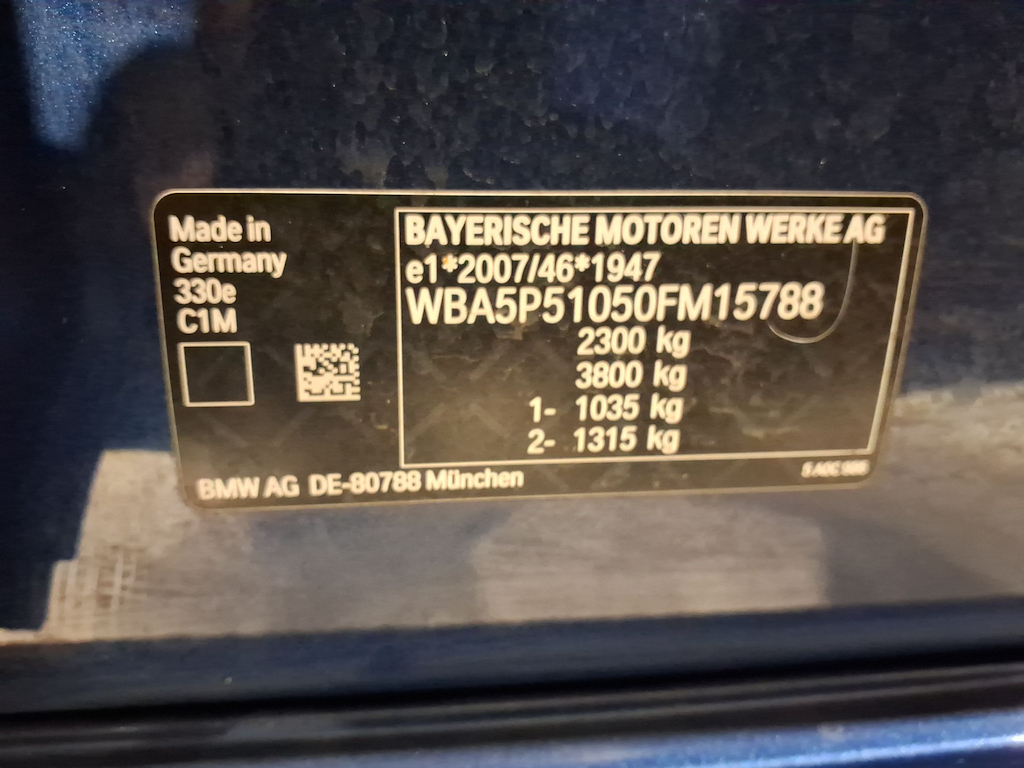 Made in
Germany
330e
C1M
BAYERISCHE MOTOREN WERKE AG
e1*2007/46*1947
WBA5P51050FM15788
2300 kg
3800 kg
1- 1035 kg
2- 1315 kg
BMW AG DE-80788 München